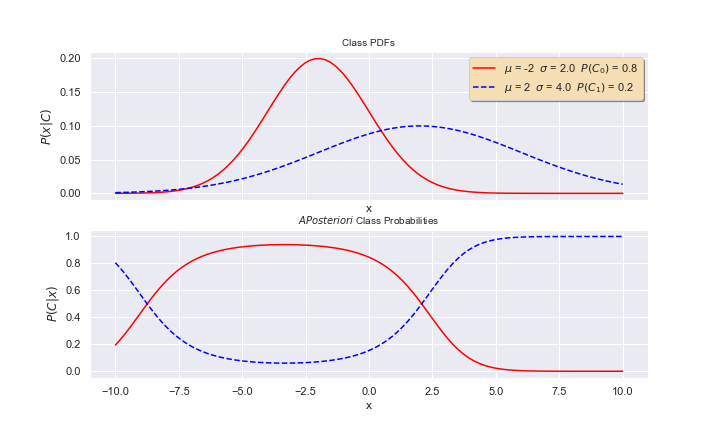 Class PDFs
0.20
0.15
0.10
0.05
0.00
P(x|C)
μ = -2 σ = 2.0 P(C₀) = 0.8
μ = 2 σ = 4.0 P(C₁) = 0.2
x
APosteriori Class Probabilities
1.0
0.8
0.6
0.4
0.2
0.0
P(C|x)
−10.0 −7.5 −5.0 −2.5 0.0 2.5 5.0 7.5 10.0
x